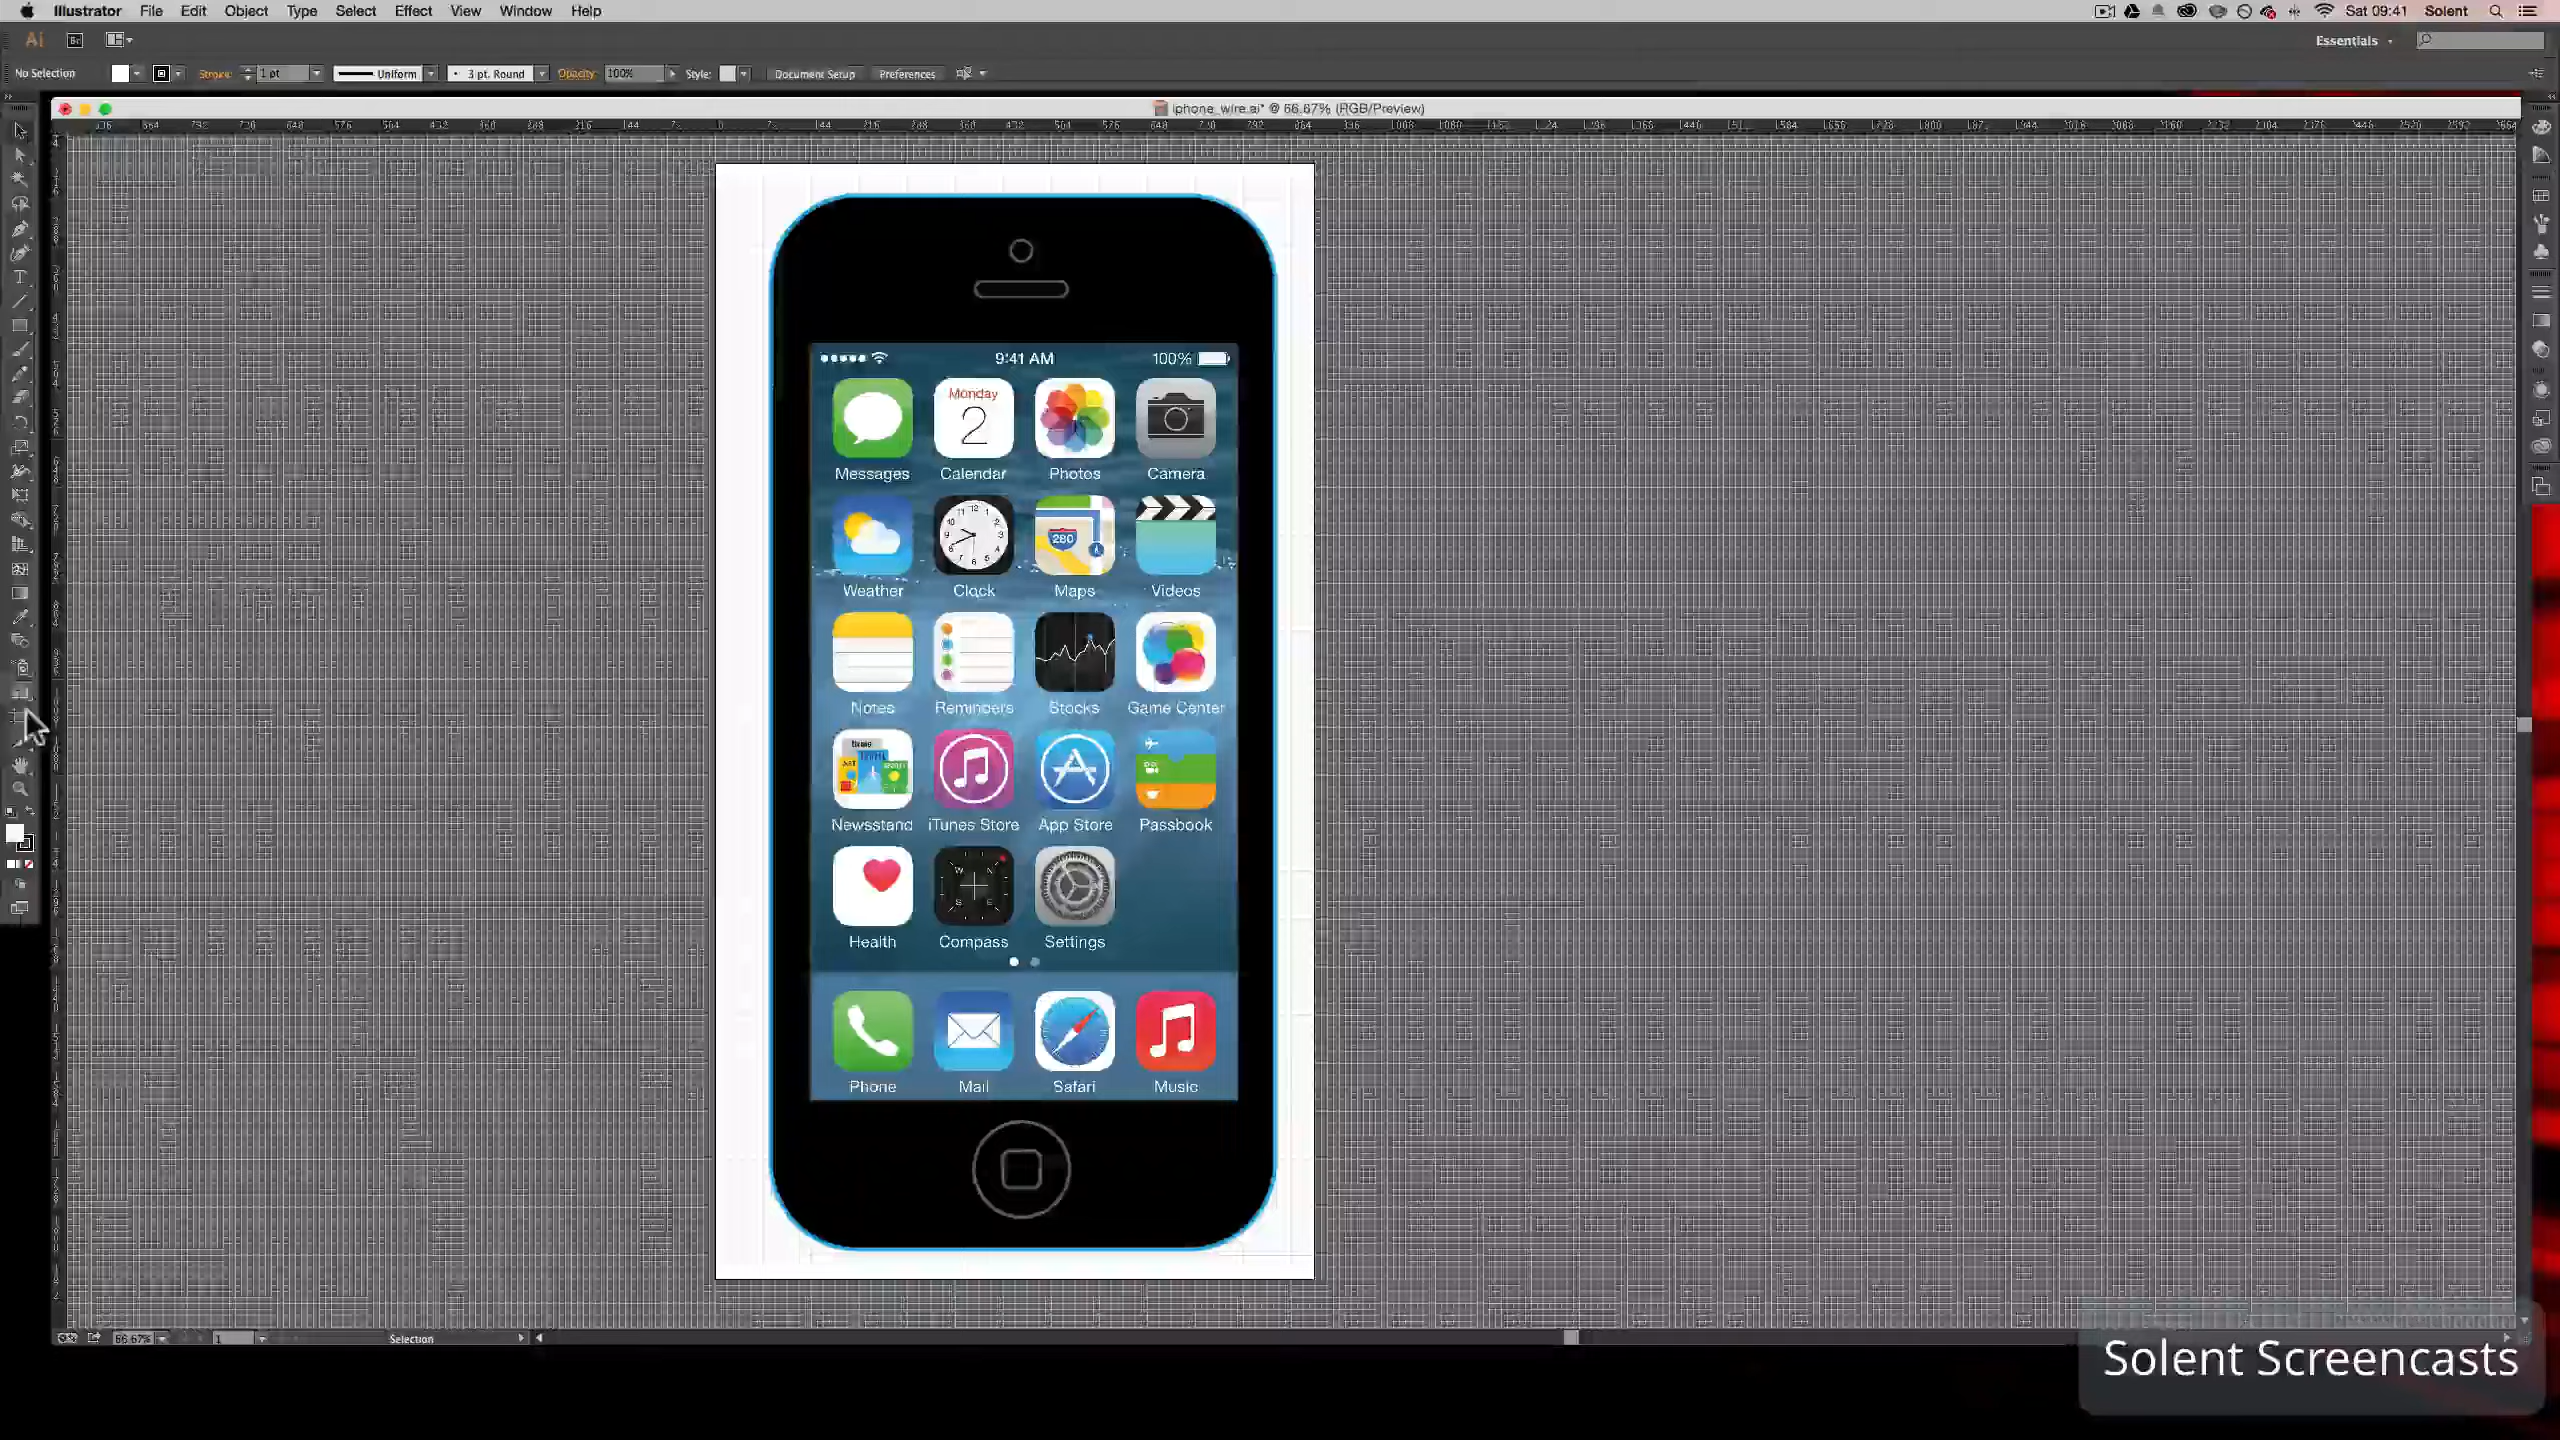 Illustrator File Edit Object Type Select Effect View Window Help Sat 09:41 Solent
Ai Br Essentials
No Selection Stroke: 1 pt Uniform 3 pt. Round Opacity: 100% Style: Document Setup Preferences
iphone_wire.ai* @ 66.67% (RGB/Preview)
9:41 AM 100%
Monday
2
Messages Calendar Photos Camera
280
Weather Clock Maps Videos
Notes Reminders Stocks Game Center
Newsstand iTunes Store App Store Passbook
W N
S E
Health Compass Settings
Phone Mail Safari Music
66.67% 1 Selection
Solent Screencasts